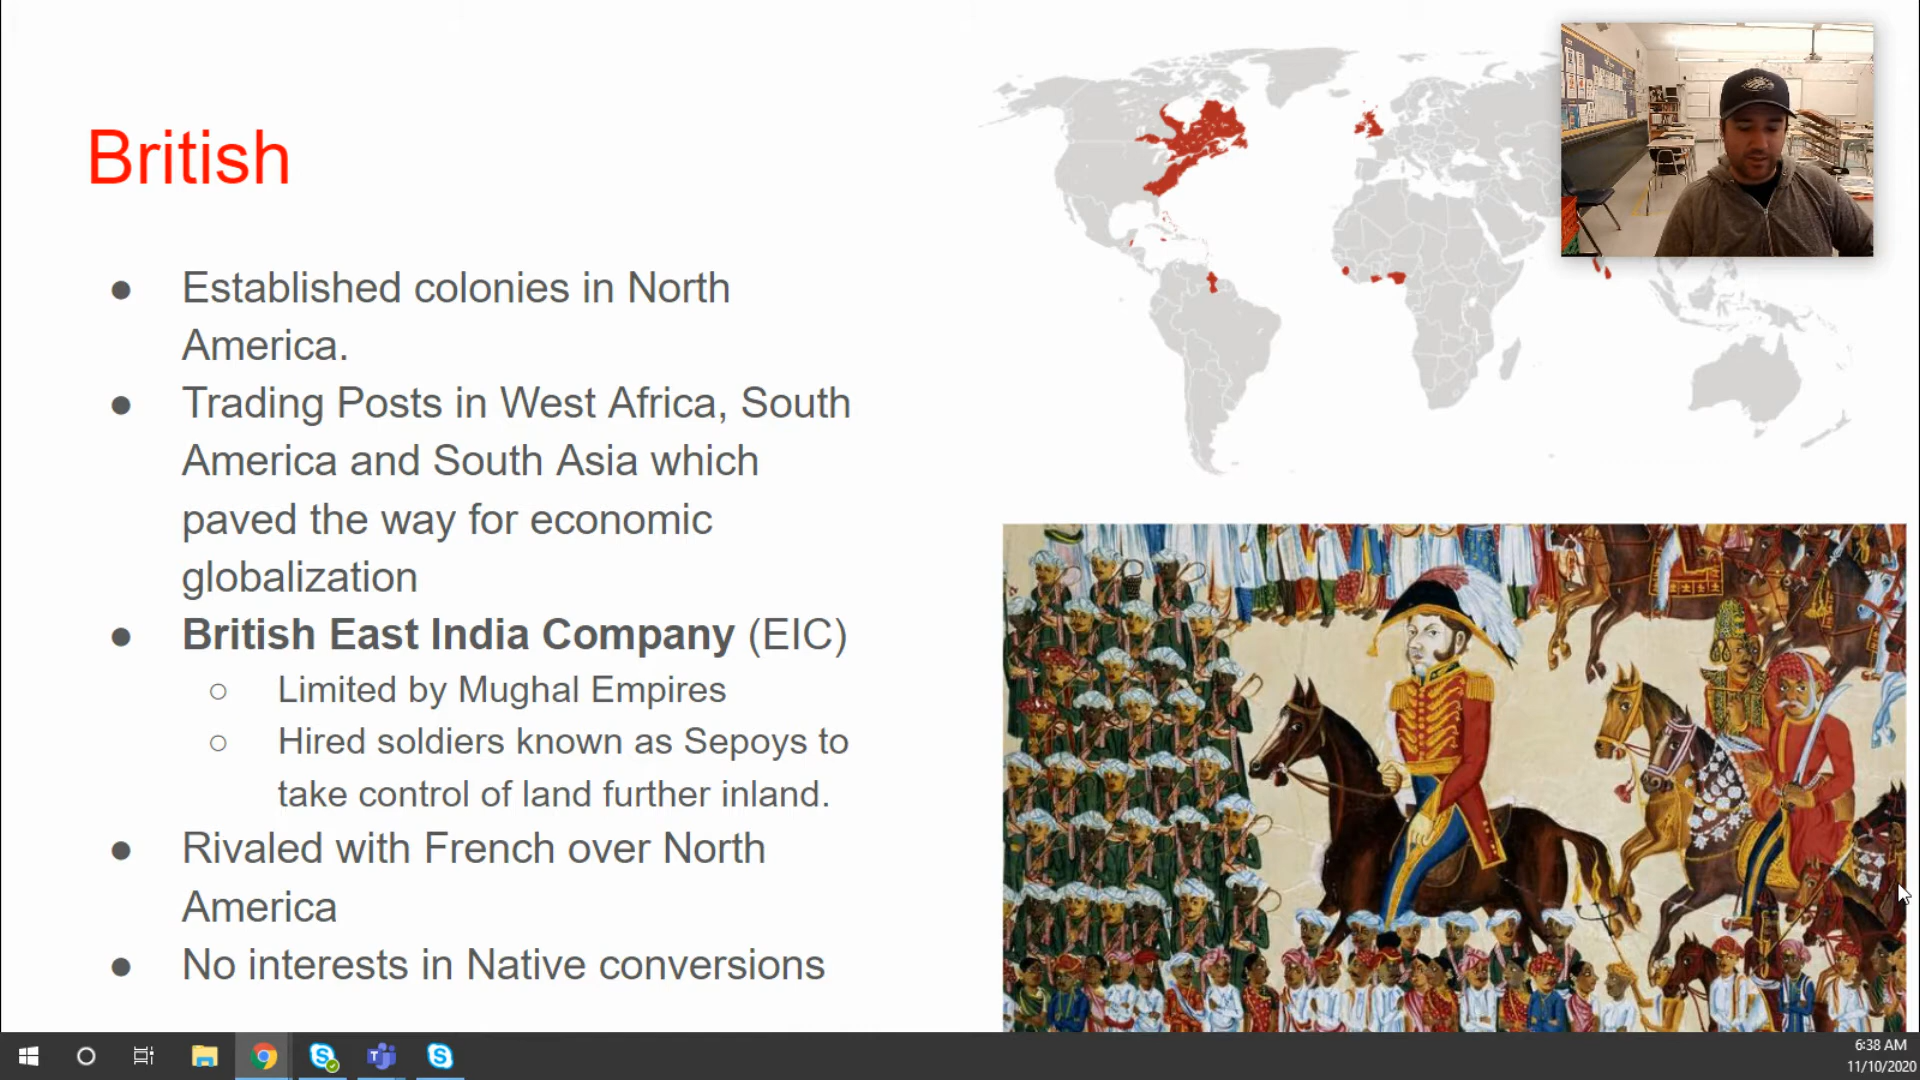 British
● Established colonies in North
America.
● Trading Posts in West Africa, South
America and South Asia which
paved the way for economic
globalization
● British East India Company (EIC)
○ Limited by Mughal Empires
○ Hired soldiers known as Sepoys to
take control of land further inland.
● Rivaled with French over North
America
● No interests in Native conversions
6:38 AM
11/10/2020